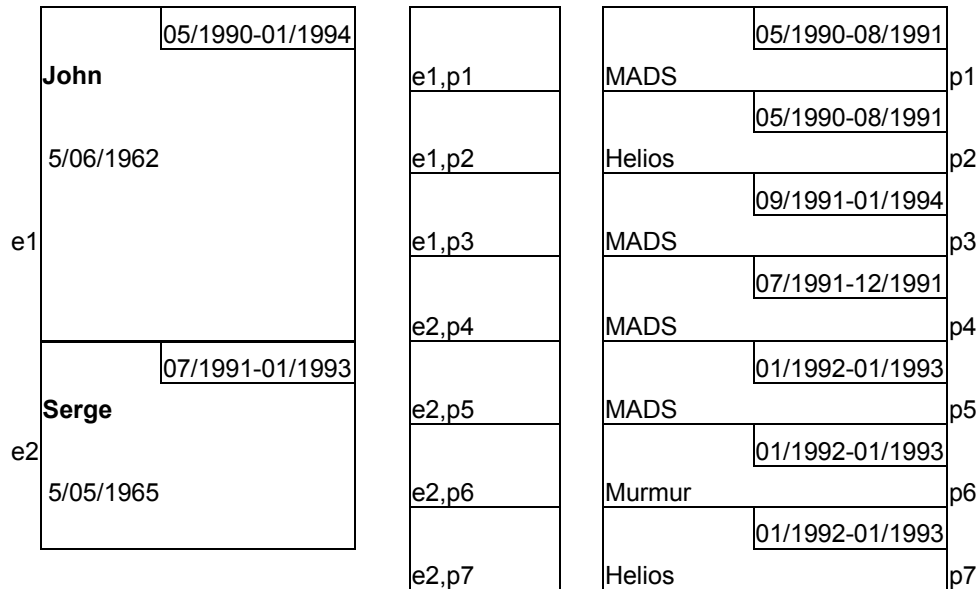 05/1990-01/1994 05/1990-08/1991
John e1,p1 MADS p1
05/1990-08/1991
5/06/1962 e1,p2 Helios p2
09/1991-01/1994
e1 e1,p3 MADS p3
07/1991-12/1991
e2,p4 MADS p4
07/1991-01/1993 01/1992-01/1993
Serge e2,p5 MADS p5
e2 01/1992-01/1993
5/05/1965 e2,p6 Murmur p6
01/1992-01/1993
e2,p7 Helios p7